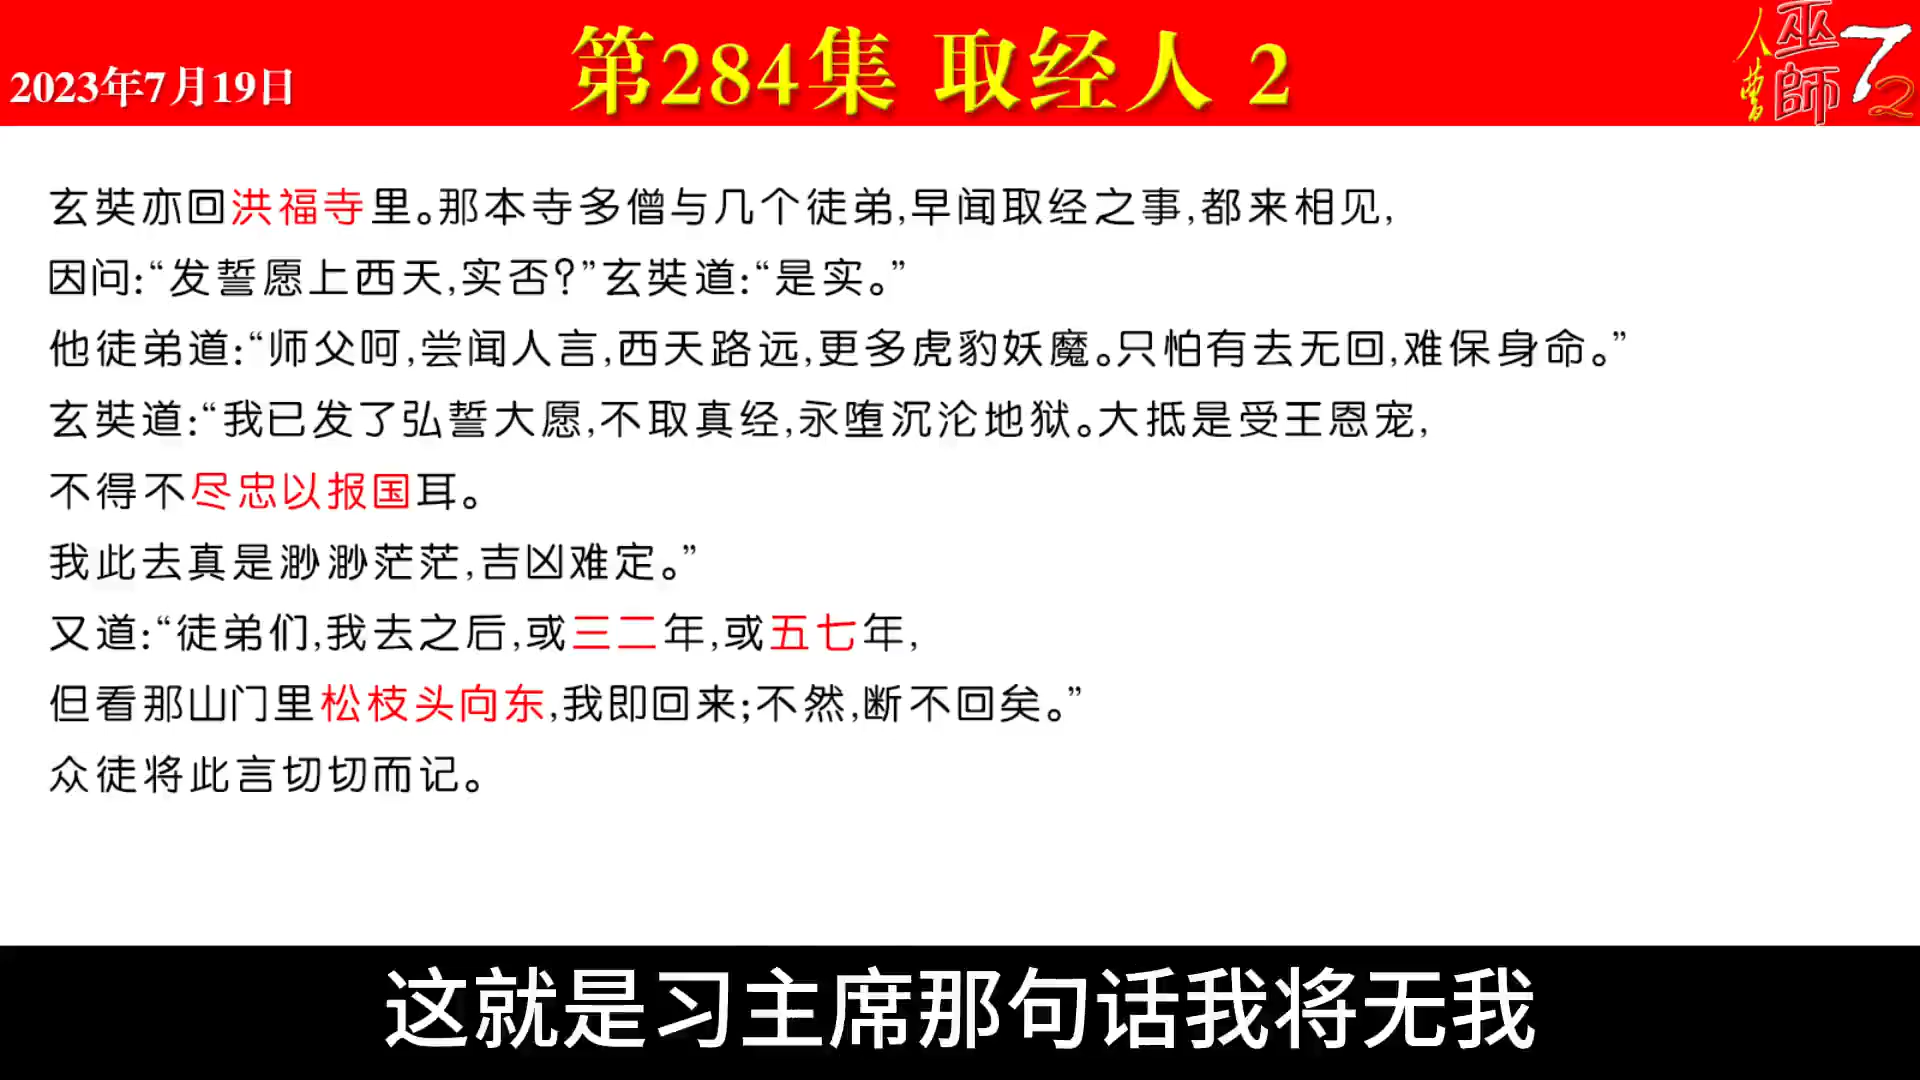 第284集 取经人 2
2023年7月19日
人曹
巫師
72
玄奘亦回洪福寺里。那本寺多僧与几个徒弟,早闻取经之事,都来相见,
因问:“发誓愿上西天,实否?”玄奘道:“是实。”
他徒弟道:“师父呵,尝闻人言,西天路远,更多虎豹妖魔。只怕有去无回,难保身命。”
玄奘道:“我已发了弘誓大愿,不取真经,永堕沉沦地狱。大抵是受王恩宠,
不得不尽忠以报国耳。
我此去真是渺渺茫茫,吉凶难定。”
又道:“徒弟们,我去之后,或三二年,或五七年,
但看那山门里松枝头向东,我即回来;不然,断不回矣。”
众徒将此言切切而记。
这就是习主席那句话我将无我